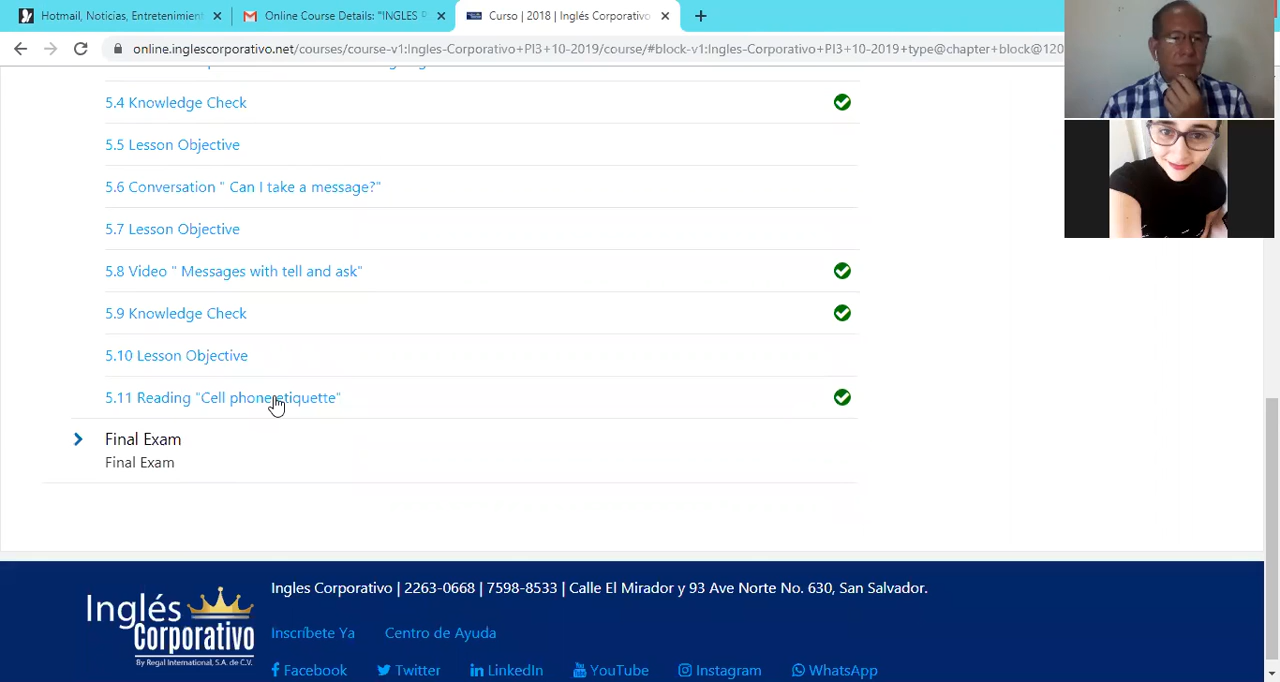 Hotmail, Noticias, Entretenimient
Online Course Details: "INGLES
Curso | 2018 | Inglés Corporativo
online.inglescorporativo.net/courses/course-v1:Ingles-Corporativo+PI3+10-2019/course/#block-v1:Ingles-Corporativo+PI3+10-2019+type@chapter+block@120
5.4 Knowledge Check
5.5 Lesson Objective
5.6 Conversation " Can I take a message?"
5.7 Lesson Objective
5.8 Video " Messages with tell and ask"
5.9 Knowledge Check
5.10 Lesson Objective
5.11 Reading "Cell phone etiquette"
Final Exam
Final Exam
Inglés
Corporativo
By Regal International, S.A. de C.V.
Ingles Corporativo | 2263-0668 | 7598-8533 | Calle El Mirador y 93 Ave Norte No. 630, San Salvador.
Inscríbete Ya Centro de Ayuda
Facebook Twitter LinkedIn YouTube Instagram WhatsApp